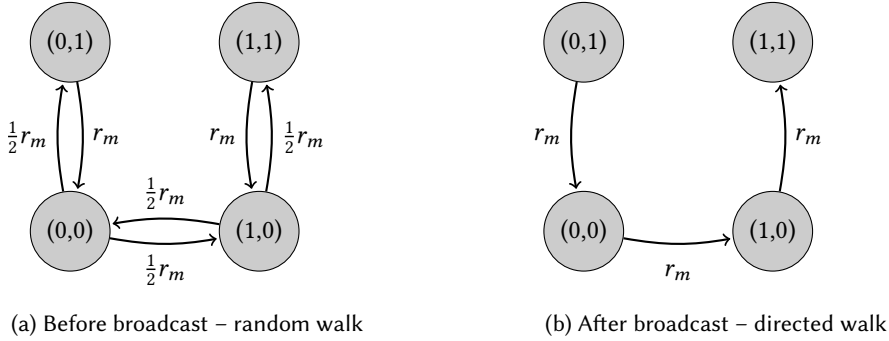 (0,1) (1,1) (0,1) (1,1)
½r_m r_m r_m ½r_m r_m r_m
½r_m
(0,0) (1,0) (0,0) (1,0)
½r_m r_m
(a) Before broadcast – random walk (b) After broadcast – directed walk